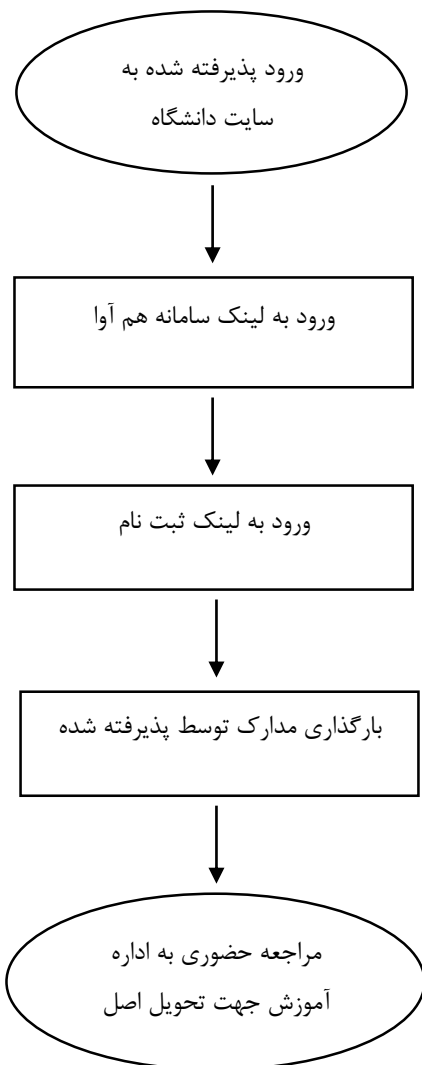 ورود پذیرفته شده به
سایت دانشگاه
ورود به لینک سامانه هم آوا
ورود به لینک ثبت نام
بارگذاری مدارک توسط پذیرفته شده
مراجعه حضوری به اداره
آموزش جهت تحویل اصل